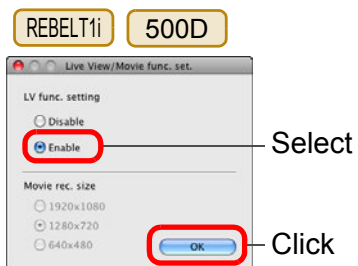 REBELT1i 500D
Live View/Movie func. set.
LV func. setting
Disable
Enable
Select
Movie rec. size
1920x1080
1280x720
640x480
OK
Click